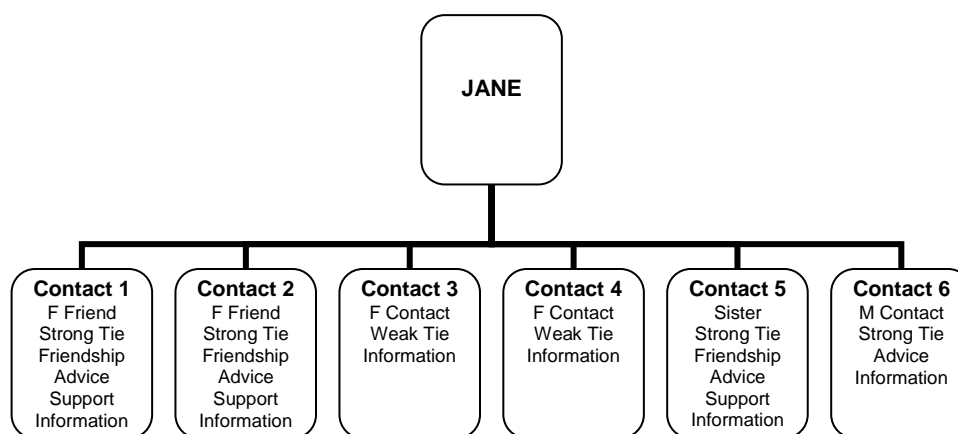 JANE
Contact 1
F Friend
Strong Tie
Friendship
Advice
Support
Information
Contact 2
F Friend
Strong Tie
Friendship
Advice
Support
Information
Contact 3
F Contact
Weak Tie
Information
Contact 4
F Contact
Weak Tie
Information
Contact 5
Sister
Strong Tie
Friendship
Advice
Support
Information
Contact 6
M Contact
Strong Tie
Advice
Information